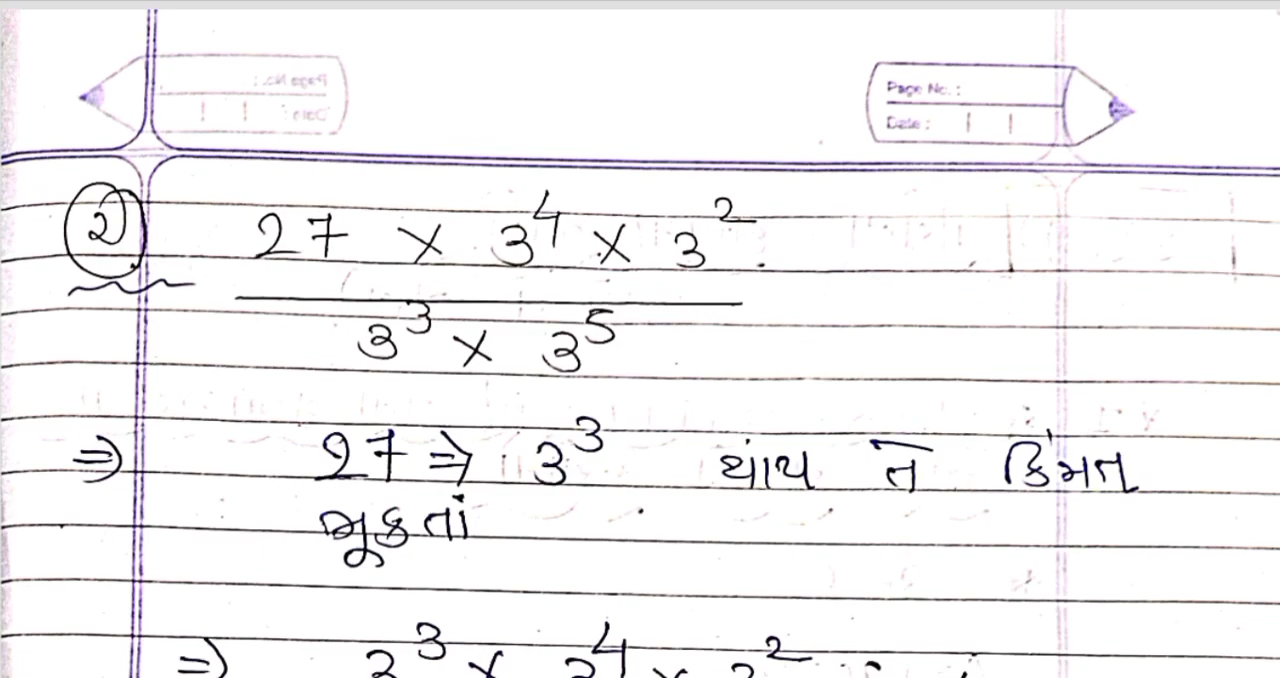 Page No. :
Date :
(2) 27 × 3⁴ × 3²
3³ × 3⁵
⇒ 27 ⇒ 3³ થાય તે કિંમત
મૂકતાં
⇒ 3³ × 3⁴ × 3²